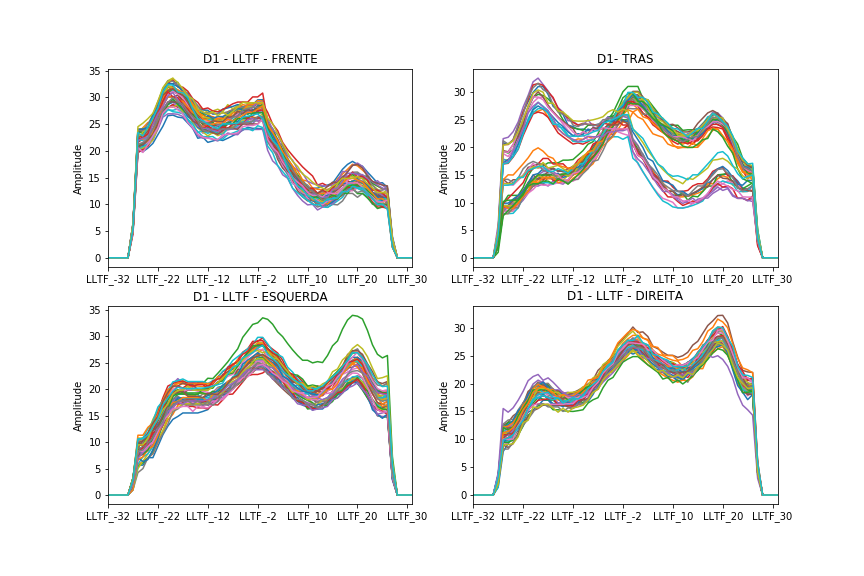 D1 - LLTF - FRENTE
Amplitude
35
30
25
20
15
10
5
0
LLTF_-32 LLTF_-22 LLTF_-12 LLTF_-2 LLTF_10 LLTF_20 LLTF_30
D1- TRAS
Amplitude
30
25
20
15
10
5
0
LLTF_-32 LLTF_-22 LLTF_-12 LLTF_-2 LLTF_10 LLTF_20 LLTF_30
D1 - LLTF - ESQUERDA
Amplitude
35
30
25
20
15
10
5
0
LLTF_-32 LLTF_-22 LLTF_-12 LLTF_-2 LLTF_10 LLTF_20 LLTF_30
D1 - LLTF - DIREITA
Amplitude
30
25
20
15
10
5
0
LLTF_-32 LLTF_-22 LLTF_-12 LLTF_-2 LLTF_10 LLTF_20 LLTF_30